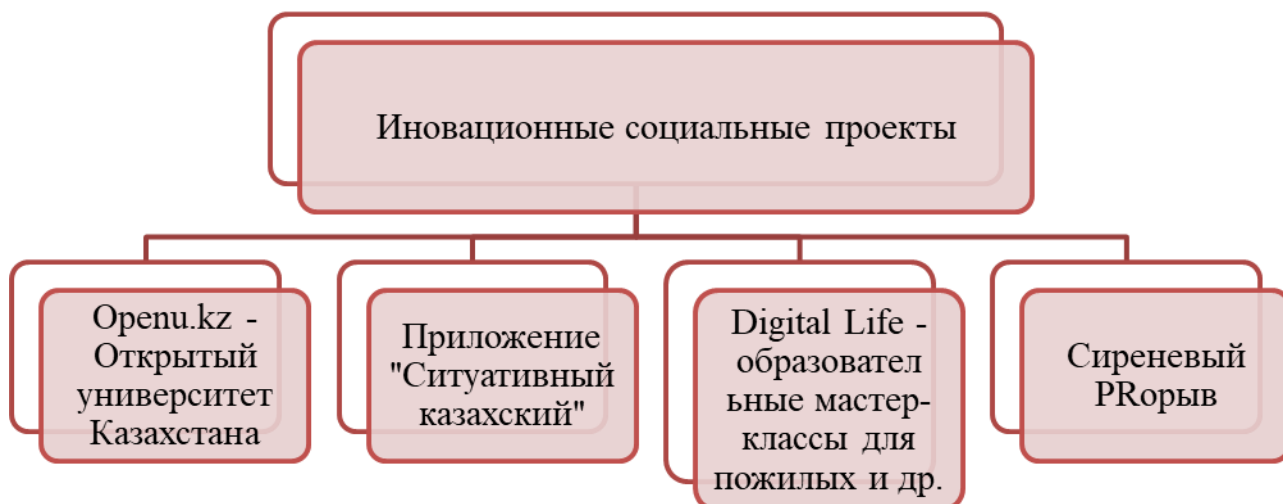 Иновационные социальные проекты
Openu.kz -
Открытый
университет
Казахстана
Приложение
"Ситуативный
казахский"
Digital Life -
образовател
ьные мастер-
классы для
пожилых и др.
Сиреневый
PRорыв